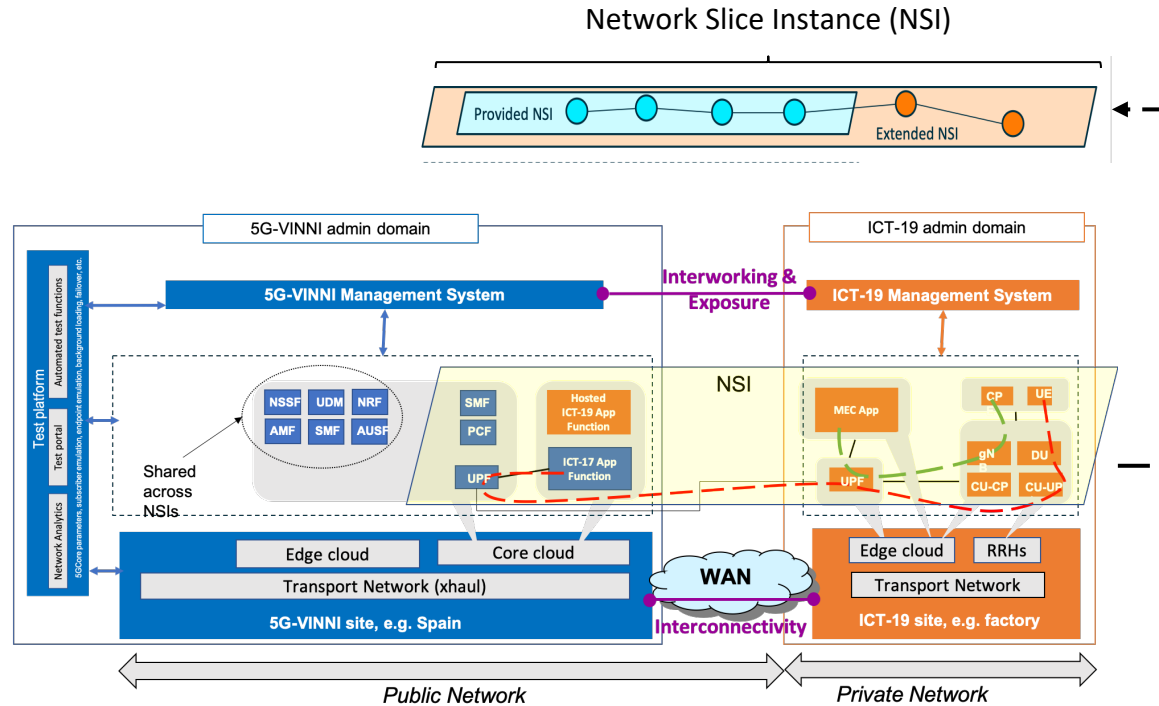 Network Slice Instance (NSI)
Provided NSI
Extended NSI
5G-VINNI admin domain
ICT-19 admin domain
Test platform
Automated test functions
Test portal
Network Analytics
5GCore parameters, subscriber emulation, endpoint emulation, background loading, failover, etc.
5G-VINNI Management System
Interworking &
Exposure
ICT-19 Management System
NSI
NSSF
UDM
NRF
AMF
SMF
AUSF
Shared
across
NSIs
SMF
PCF
UPF
Hosted
ICT-19 App
Function
ICT-17 App
Function
MEC App
UPF
CP
UE
gN
B
DU
CU-CP
CU-UP
Edge cloud
Core cloud
Transport Network (xhaul)
5G-VINNI site, e.g. Spain
WAN
Interconnectivity
Edge cloud
RRHs
Transport Network
ICT-19 site, e.g. factory
Public Network
Private Network